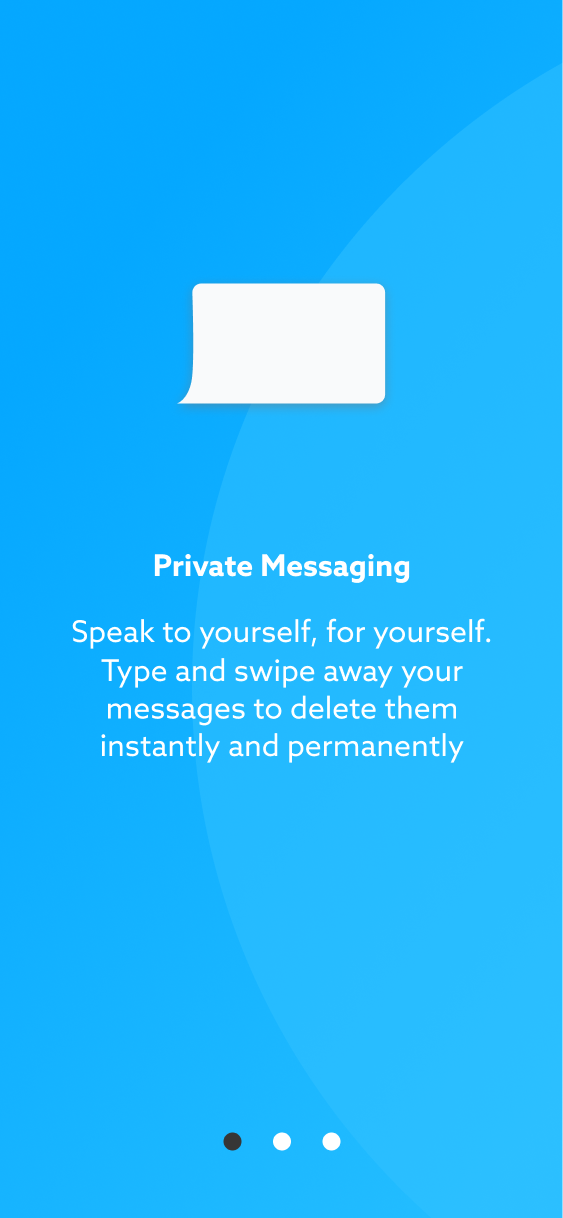 Private Messaging
Speak to yourself, for yourself.
Type and swipe away your
messages to delete them
instantly and permanently